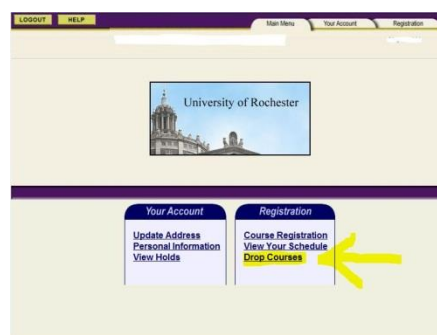 LOGOUT HELP Main Menu Your Account Registration
University of Rochester
Your Account
Update Address
Personal Information
View Holds
Registration
Course Registration
View Your Schedule
Drop Courses